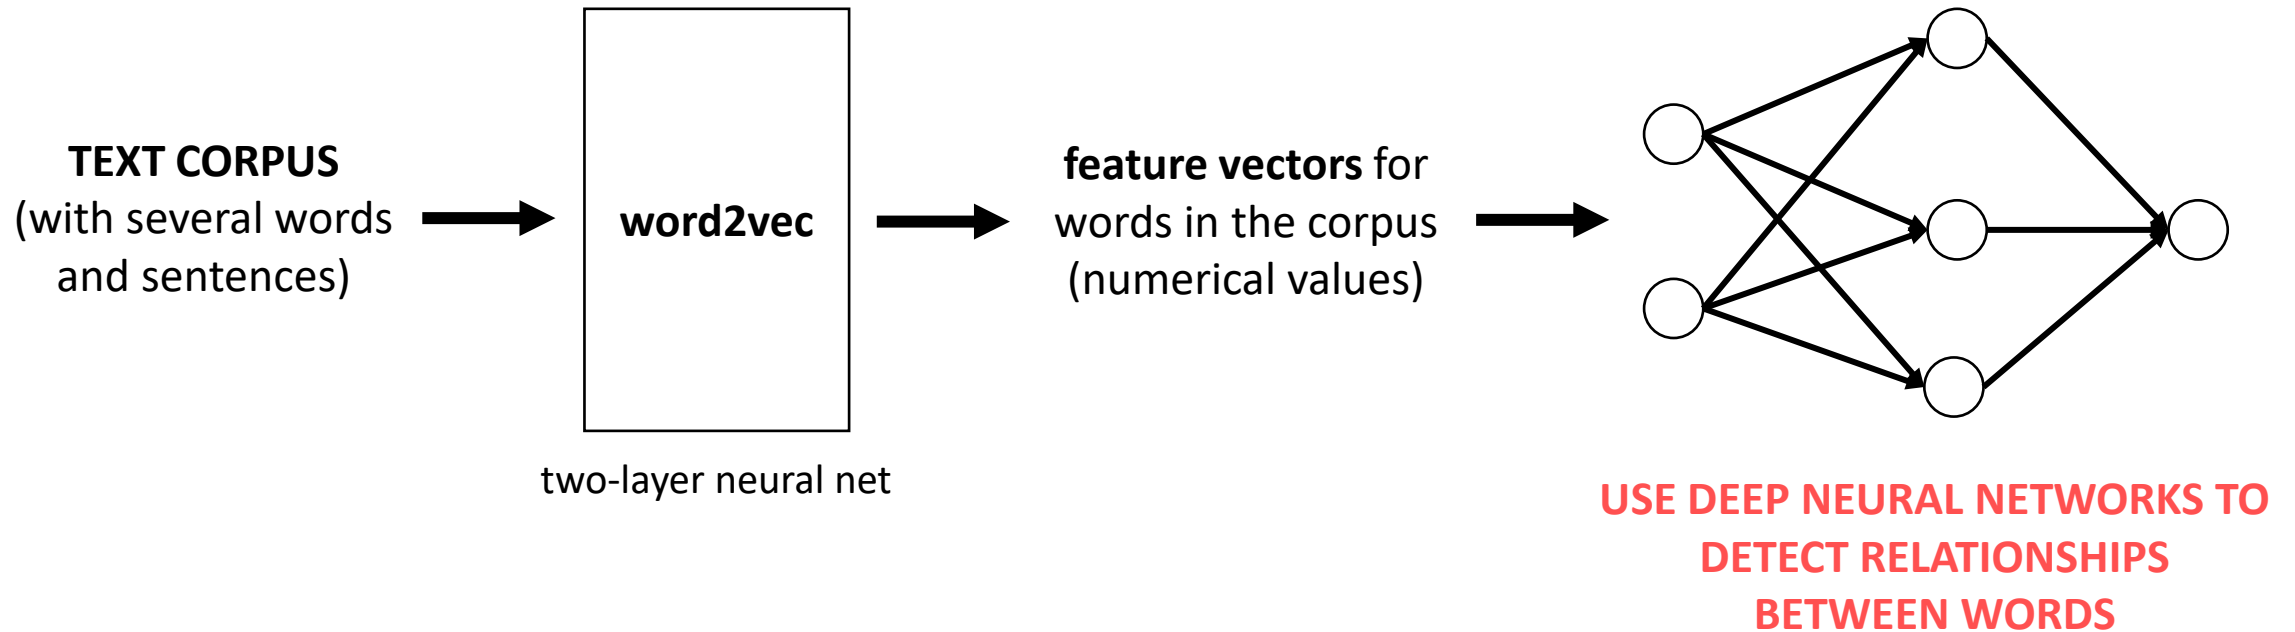 TEXT CORPUS
(with several words
and sentences)
word2vec
two-layer neural net
feature vectors for
words in the corpus
(numerical values)
USE DEEP NEURAL NETWORKS TO
DETECT RELATIONSHIPS
BETWEEN WORDS